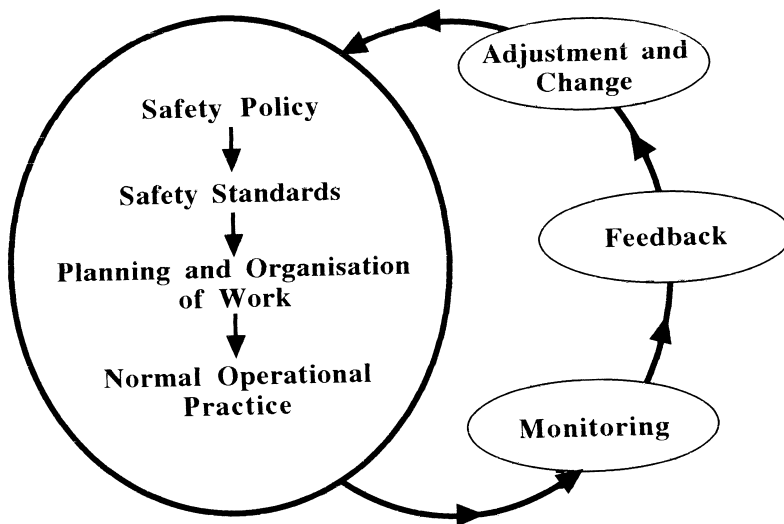 Safety Policy
Safety Standards
Planning and Organisation
of Work
Normal Operational
Practice
Monitoring
Feedback
Adjustment and
Change